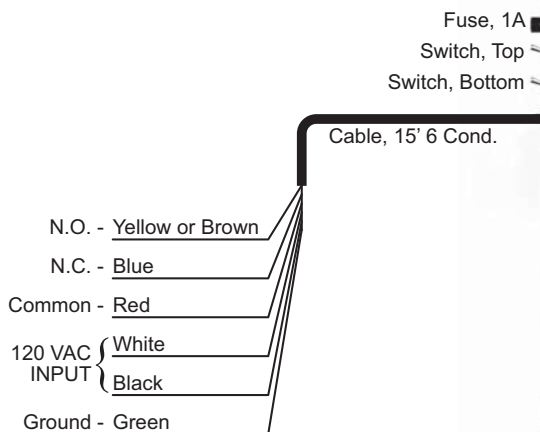 Fuse, 1A
Switch, Top
Switch, Bottom
Cable, 15' 6 Cond.
N.O. - Yellow or Brown
N.C. - Blue
Common - Red
120 VAC INPUT
White
Black
Ground - Green